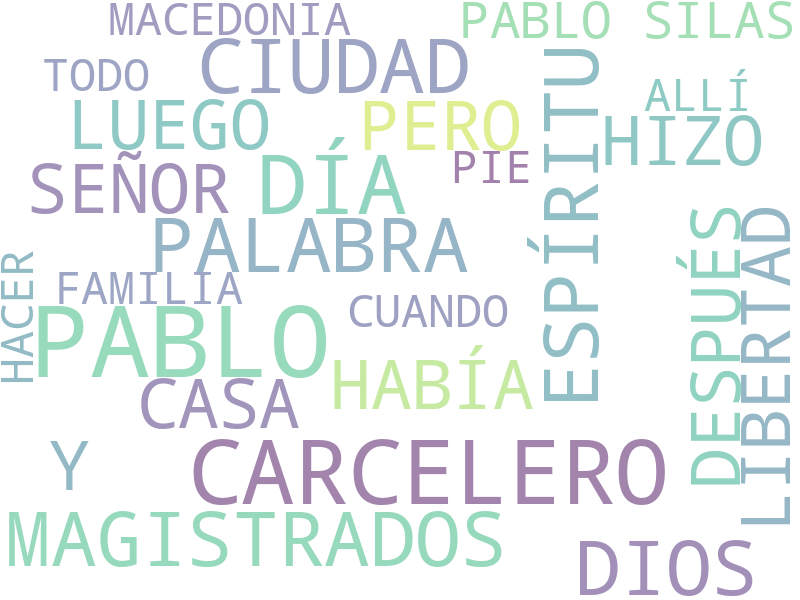 MACEDONIA
PABLO SILAS
TODO
CIUDAD
ALLÍ
LUEGO
PERO
HIZO
SEÑOR
DÍA
PIE
ESPÍRITU
PALABRA
DESPUÉS
LIBERTAD
HACER
FAMILIA
CUANDO
PABLO
HABÍA
CASA
Y
CARCELERO
MAGISTRADOS
DIOS